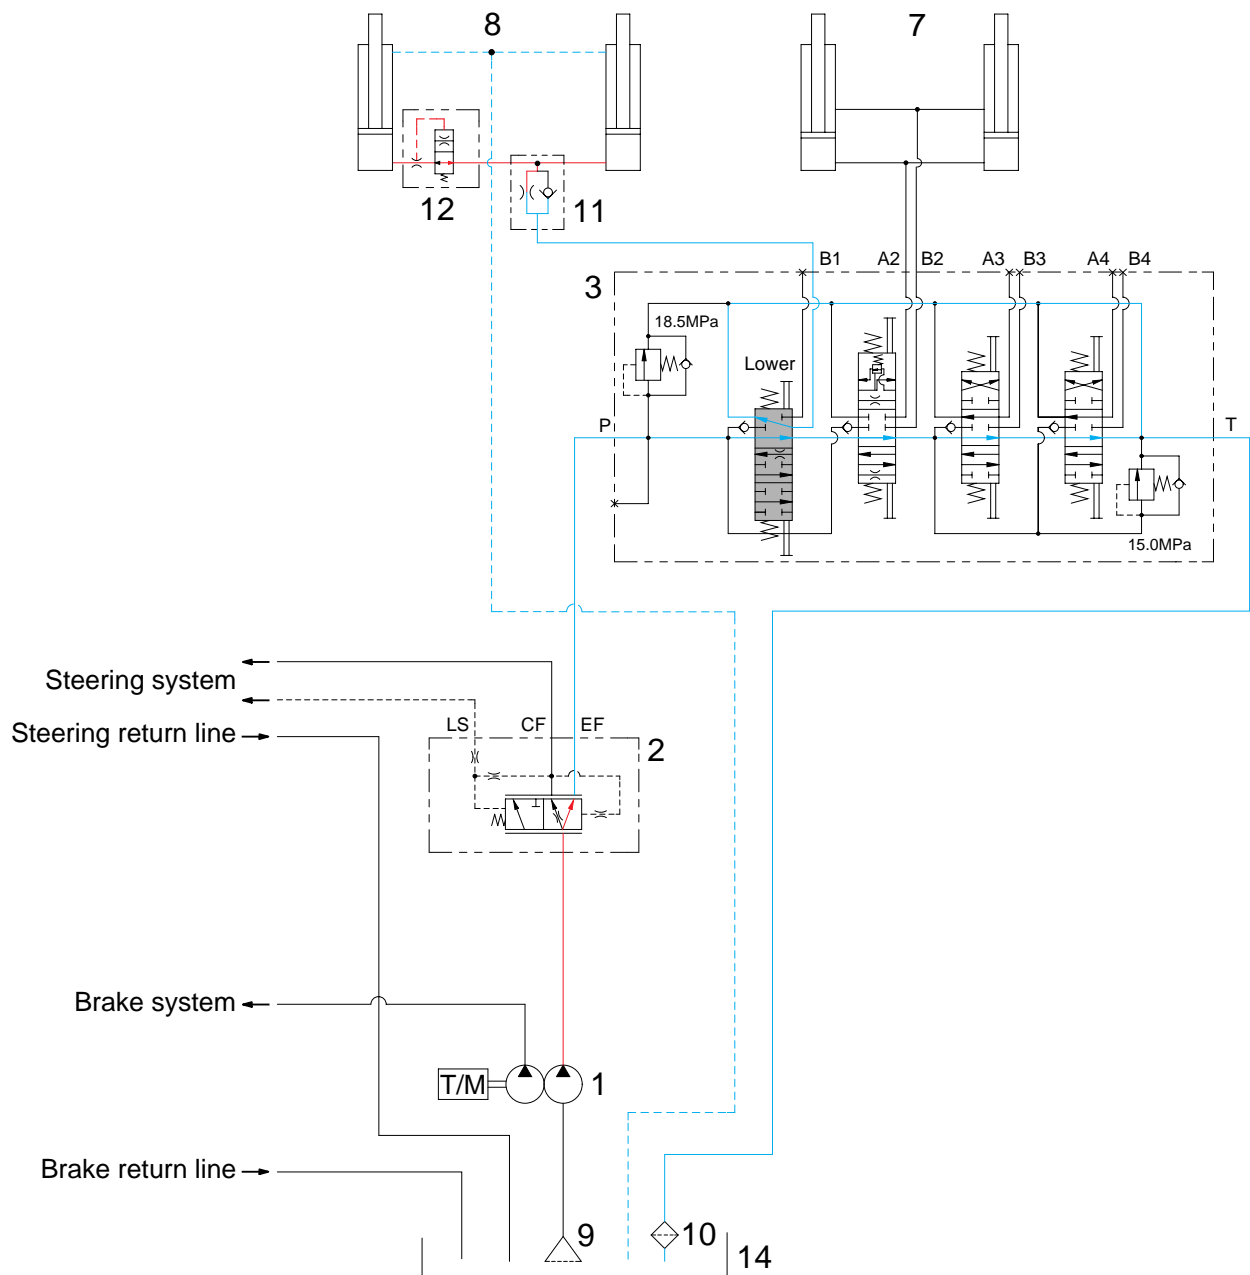 8
7
12
11
B1
A2
B2
A3
B3
A4
B4
3
18.5MPa
Lower
P
T
15.0MPa
Steering system
Steering return line
LS
CF
EF
2
Brake system
T/M
1
Brake return line
9
10
14